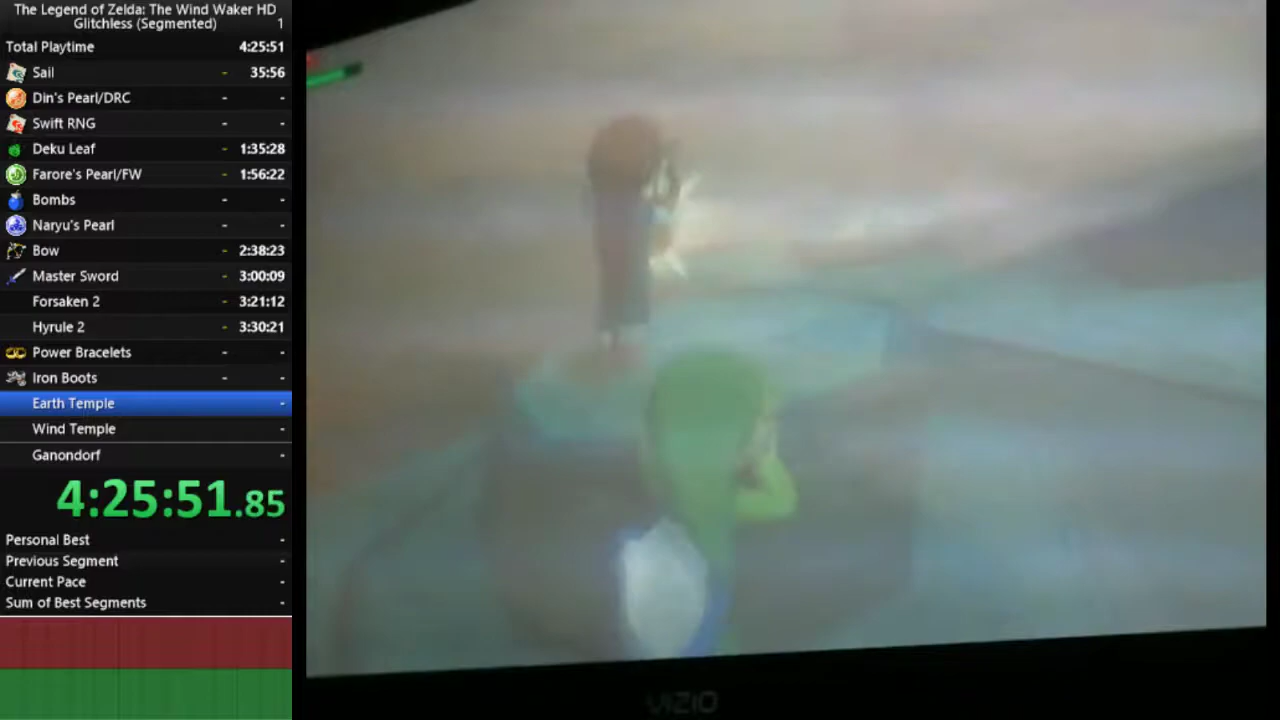 The Legend of Zelda: The Wind Waker HD
Glitchless (Segmented) 1
Total Playtime 4:25:51
Sail - 35:56
Din's Pearl/DRC - -
Swift RNG - -
Deku Leaf - 1:35:28
Farore's Pearl/FW - 1:56:22
Bombs - -
Naryu's Pearl - -
Bow - 2:38:23
Master Sword - 3:00:09
Forsaken 2 - 3:21:12
Hyrule 2 - 3:30:21
Power Bracelets - -
Iron Boots - -
Earth Temple -
Wind Temple -
Ganondorf -
4:25:51.85
Personal Best -
Previous Segment -
Current Pace -
Sum of Best Segments -
VIZIO